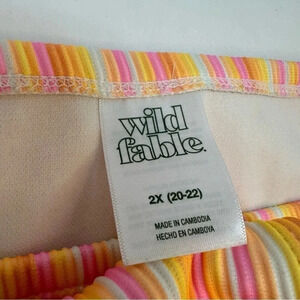 wild
fable.
2X (20-22)
MADE IN CAMBODIA
HECHO EN CAMBOYA